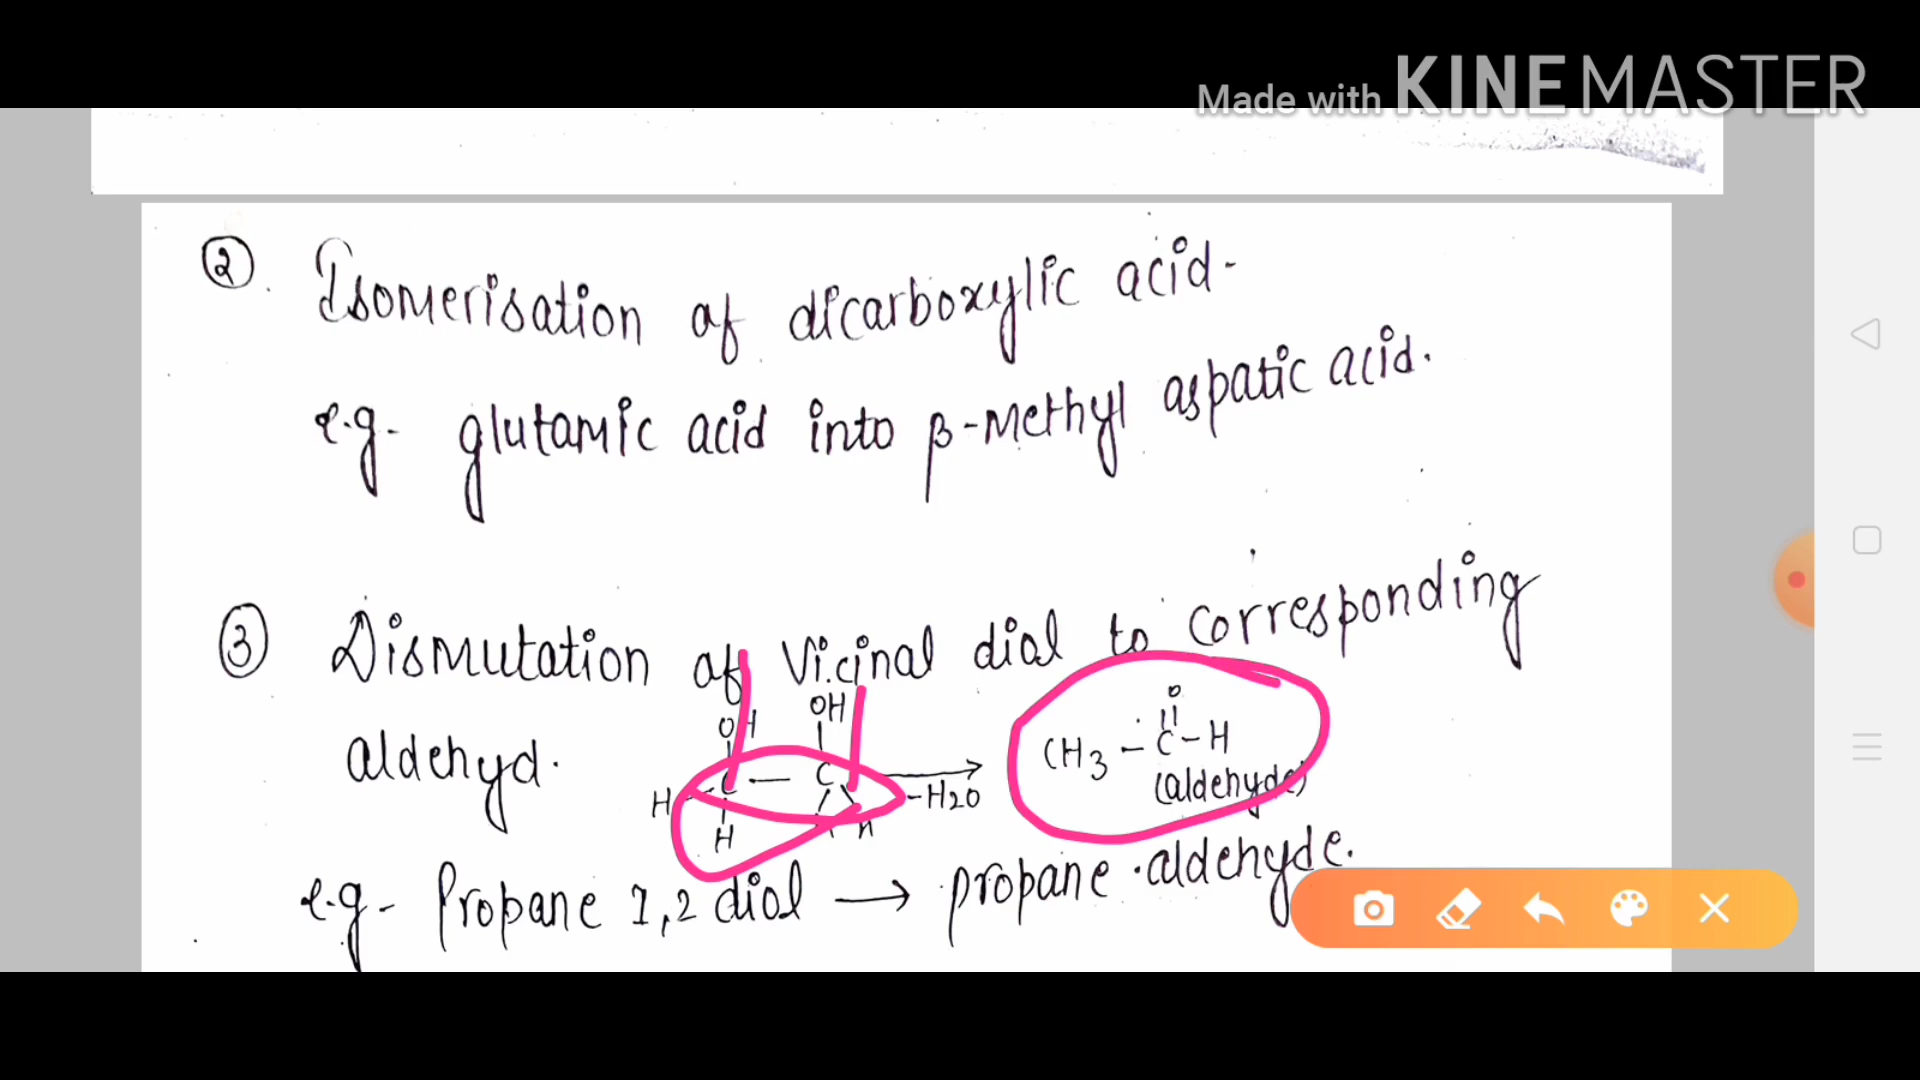 Made with KINEMASTER
② Isomerisation of dicarboxylic acid-
e.g- glutamic acid into β-methyl aspatic acid.
③ Dismutation of Vicinal diol to corresponding
aldehyd.
OH OH
H C — C -H2O CH3 - C - H
O
H H (aldehyde)
e.g- Propane 1,2 diol → propane aldehyde.